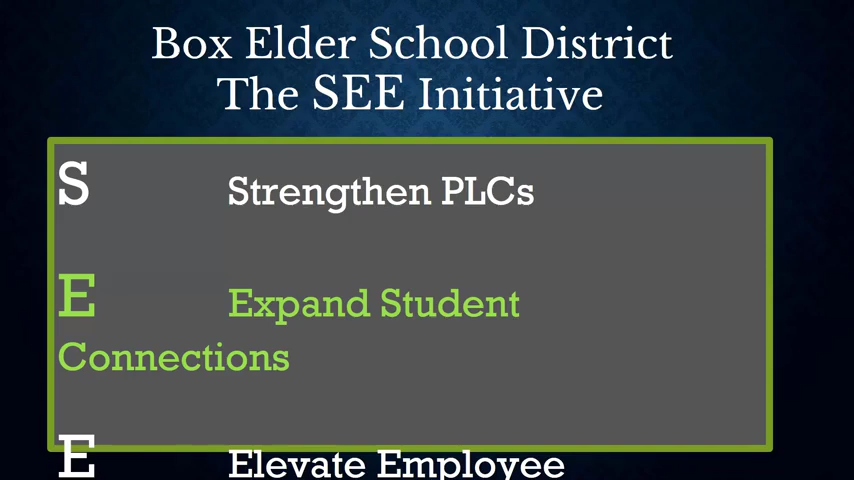 Box Elder School District
The SEE Initiative
S Strengthen PLCs
E Expand Student
Connections
E Elevate Employee